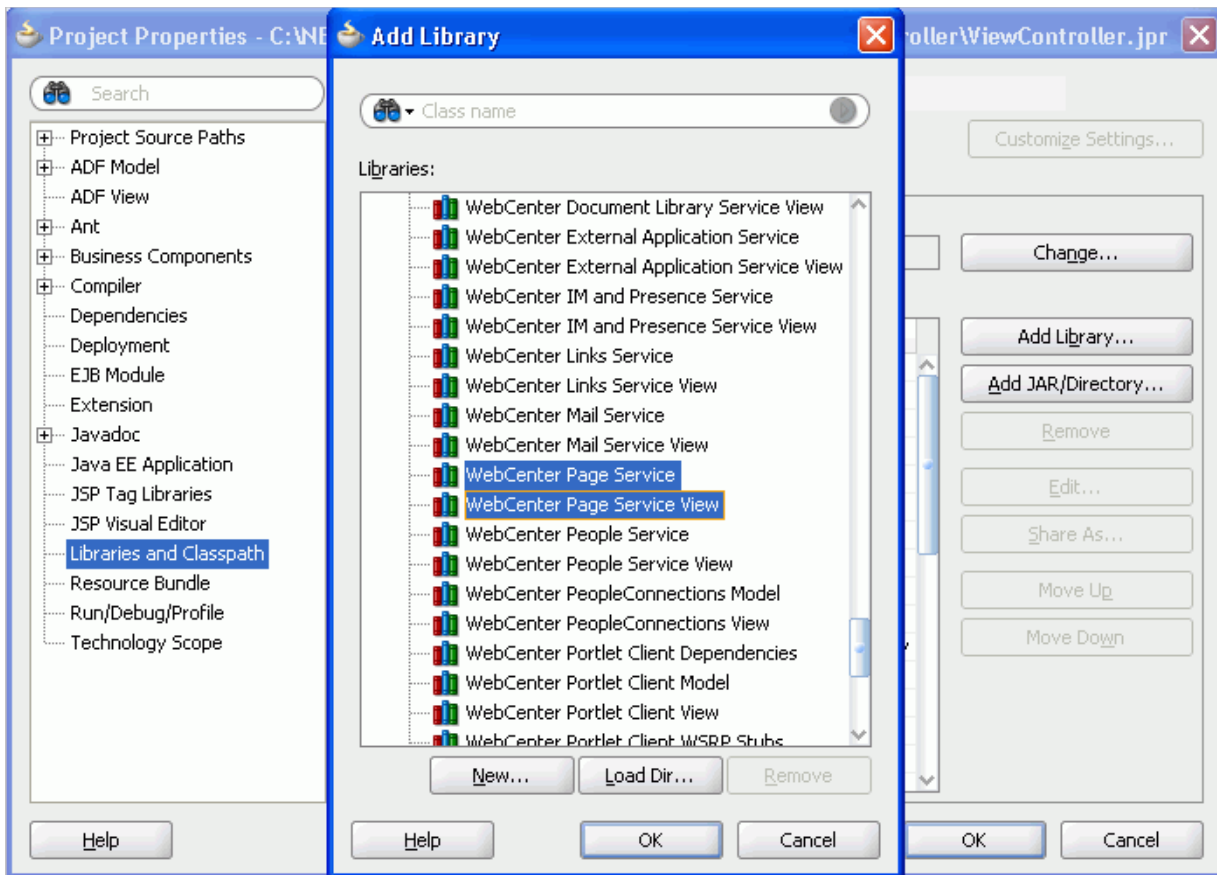 Project Properties - C:\NE
Add Library
roller\ViewController.jpr
Search
Project Source Paths
ADF Model
ADF View
Ant
Business Components
Compiler
Dependencies
Deployment
EJB Module
Extension
Javadoc
Java EE Application
JSP Tag Libraries
JSP Visual Editor
Libraries and Classpath
Resource Bundle
Run/Debug/Profile
Technology Scope
Help
Class name
Libraries:
WebCenter Document Library Service View
WebCenter External Application Service
WebCenter External Application Service View
WebCenter IM and Presence Service
WebCenter IM and Presence Service View
WebCenter Links Service
WebCenter Links Service View
WebCenter Mail Service
WebCenter Mail Service View
WebCenter Page Service
WebCenter Page Service View
WebCenter People Service
WebCenter People Service View
WebCenter PeopleConnections Model
WebCenter PeopleConnections View
WebCenter Portlet Client Dependencies
WebCenter Portlet Client Model
WebCenter Portlet Client View
WebCenter Portlet Client WSRP Stubs
New... Load Dir... Remove
Help OK Cancel
Customize Settings...
Change...
Add Library...
Add JAR/Directory...
Remove
Edit...
Share As...
Move Up
Move Down
OK Cancel